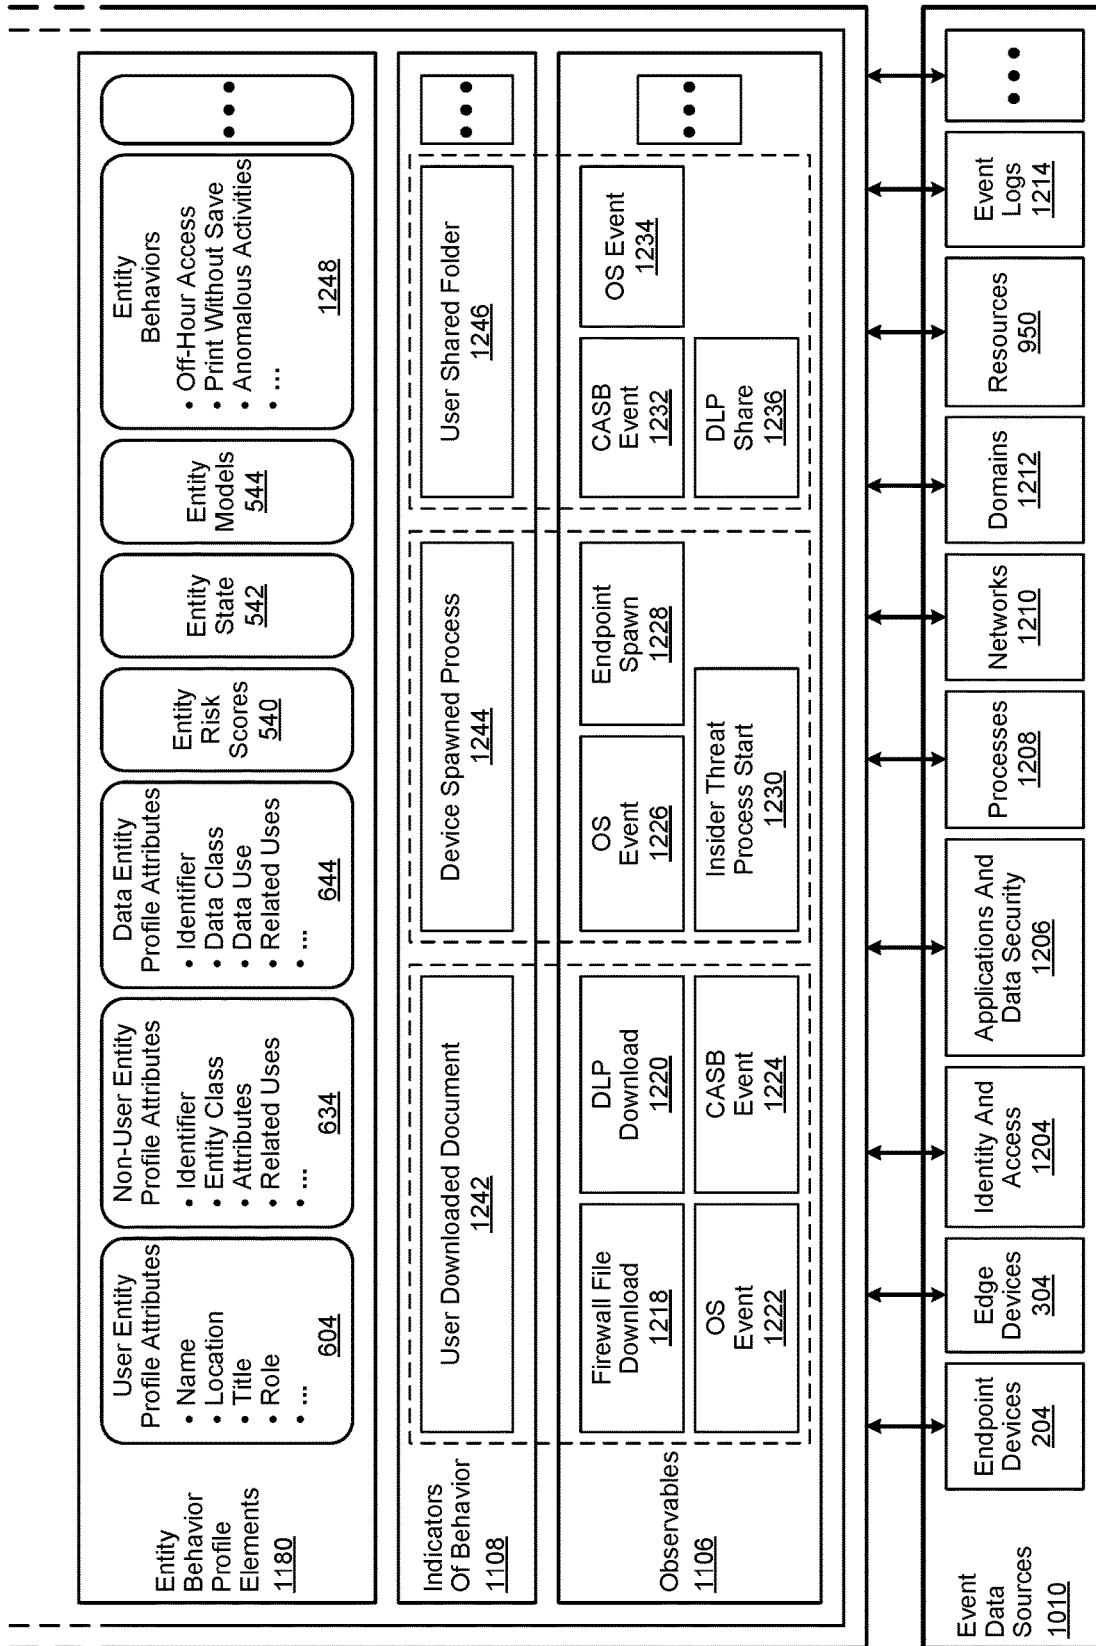 Entity
Behavior
Profile
Elements
1180
User Entity
Profile Attributes
• Name
• Location
• Title
• Role
• ...
604
Non-User Entity
Profile Attributes
• Identifier
• Entity Class
• Attributes
• Related Uses
• ...
634
Data Entity
Profile Attributes
• Identifier
• Data Class
• Data Use
• Related Uses
• ...
644
Entity
Risk
Scores
540
Entity
State
542
Entity
Models
544
Entity
Behaviors
• Off-Hour Access
• Print Without Save
• Anomalous Activities
• ...
1248
•••
Indicators
Of Behavior
1108
User Downloaded Document
1242
Device Spawned Process
1244
User Shared Folder
1246
•••
Observables
1106
Firewall File
Download
1218
DLP
Download
1220
OS
Event
1222
CASB
Event
1224
OS
Event
1226
Endpoint
Spawn
1228
Insider Threat
Process Start
1230
CASB
Event
1232
OS Event
1234
DLP
Share
1236
•••
Event
Data
Sources
1010
Endpoint
Devices
204
Edge
Devices
304
Identity And
Access
1204
Applications And
Data Security
1206
Processes
1208
Networks
1210
Domains
1212
Resources
950
Event
Logs
1214
•••